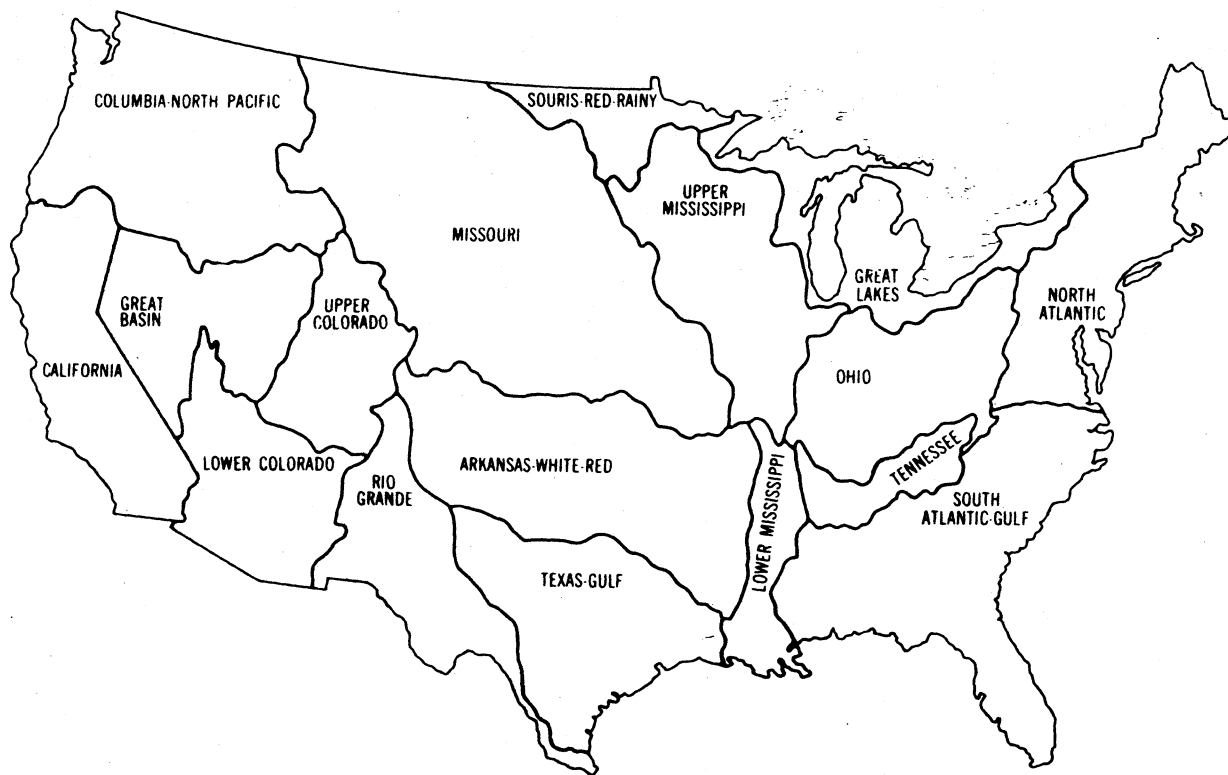 COLUMBIA-NORTH PACIFIC
SOURIS-RED-RAINY
UPPER
MISSISSIPPI
MISSOURI
GREAT
LAKES
GREAT
BASIN
UPPER
COLORADO
NORTH
ATLANTIC
CALIFORNIA
OHIO
LOWER COLORADO
RIO
GRANDE
ARKANSAS-WHITE-RED
TENNESSEE
SOUTH
ATLANTIC-GULF
LOWER MISSISSIPPI
TEXAS-GULF